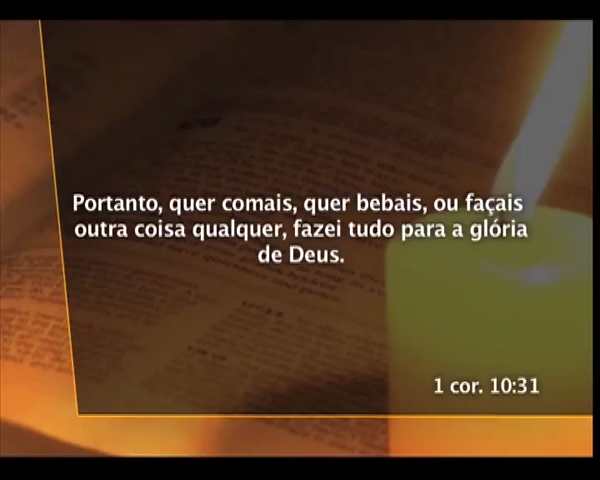 Portanto, quer comais, quer bebais, ou façais
outra coisa qualquer, fazei tudo para a glória
de Deus.
1 cor. 10:31